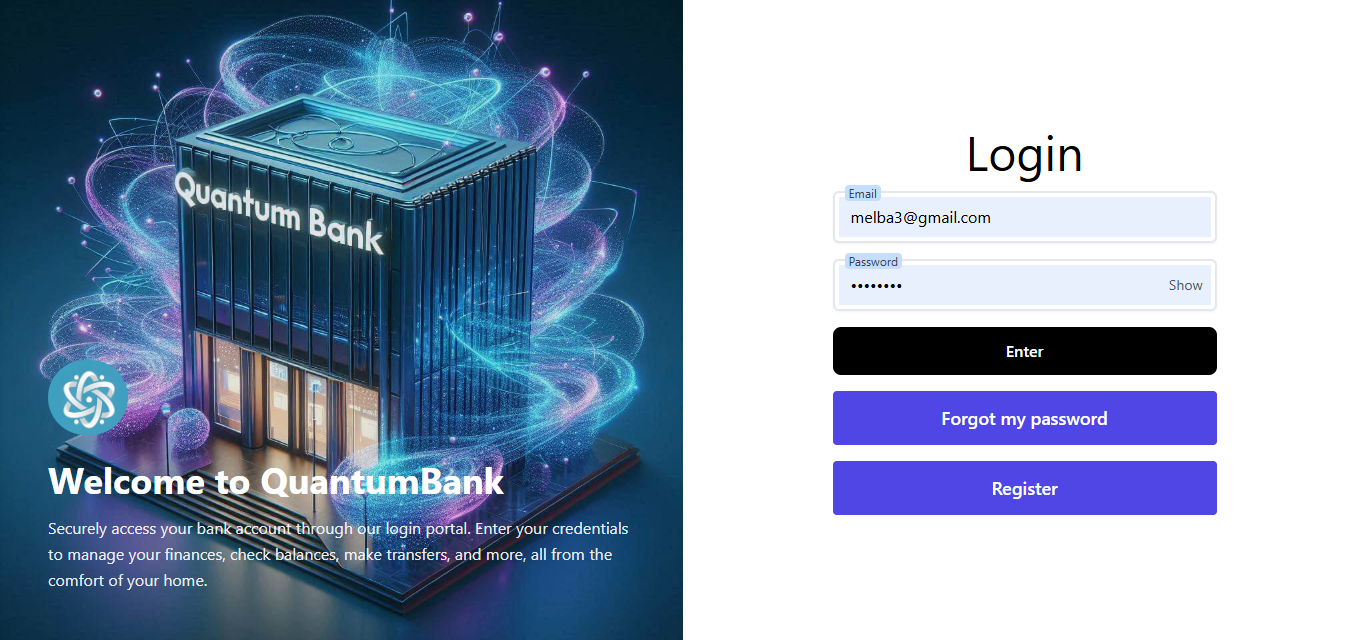 Quantum Bank
Welcome to QuantumBank
Securely access your bank account through our login portal. Enter your credentials
to manage your finances, check balances, make transfers, and more, all from the
comfort of your home.
Login
Email
melba3@gmail.com
Password
••••••••
Show
Enter
Forgot my password
Register